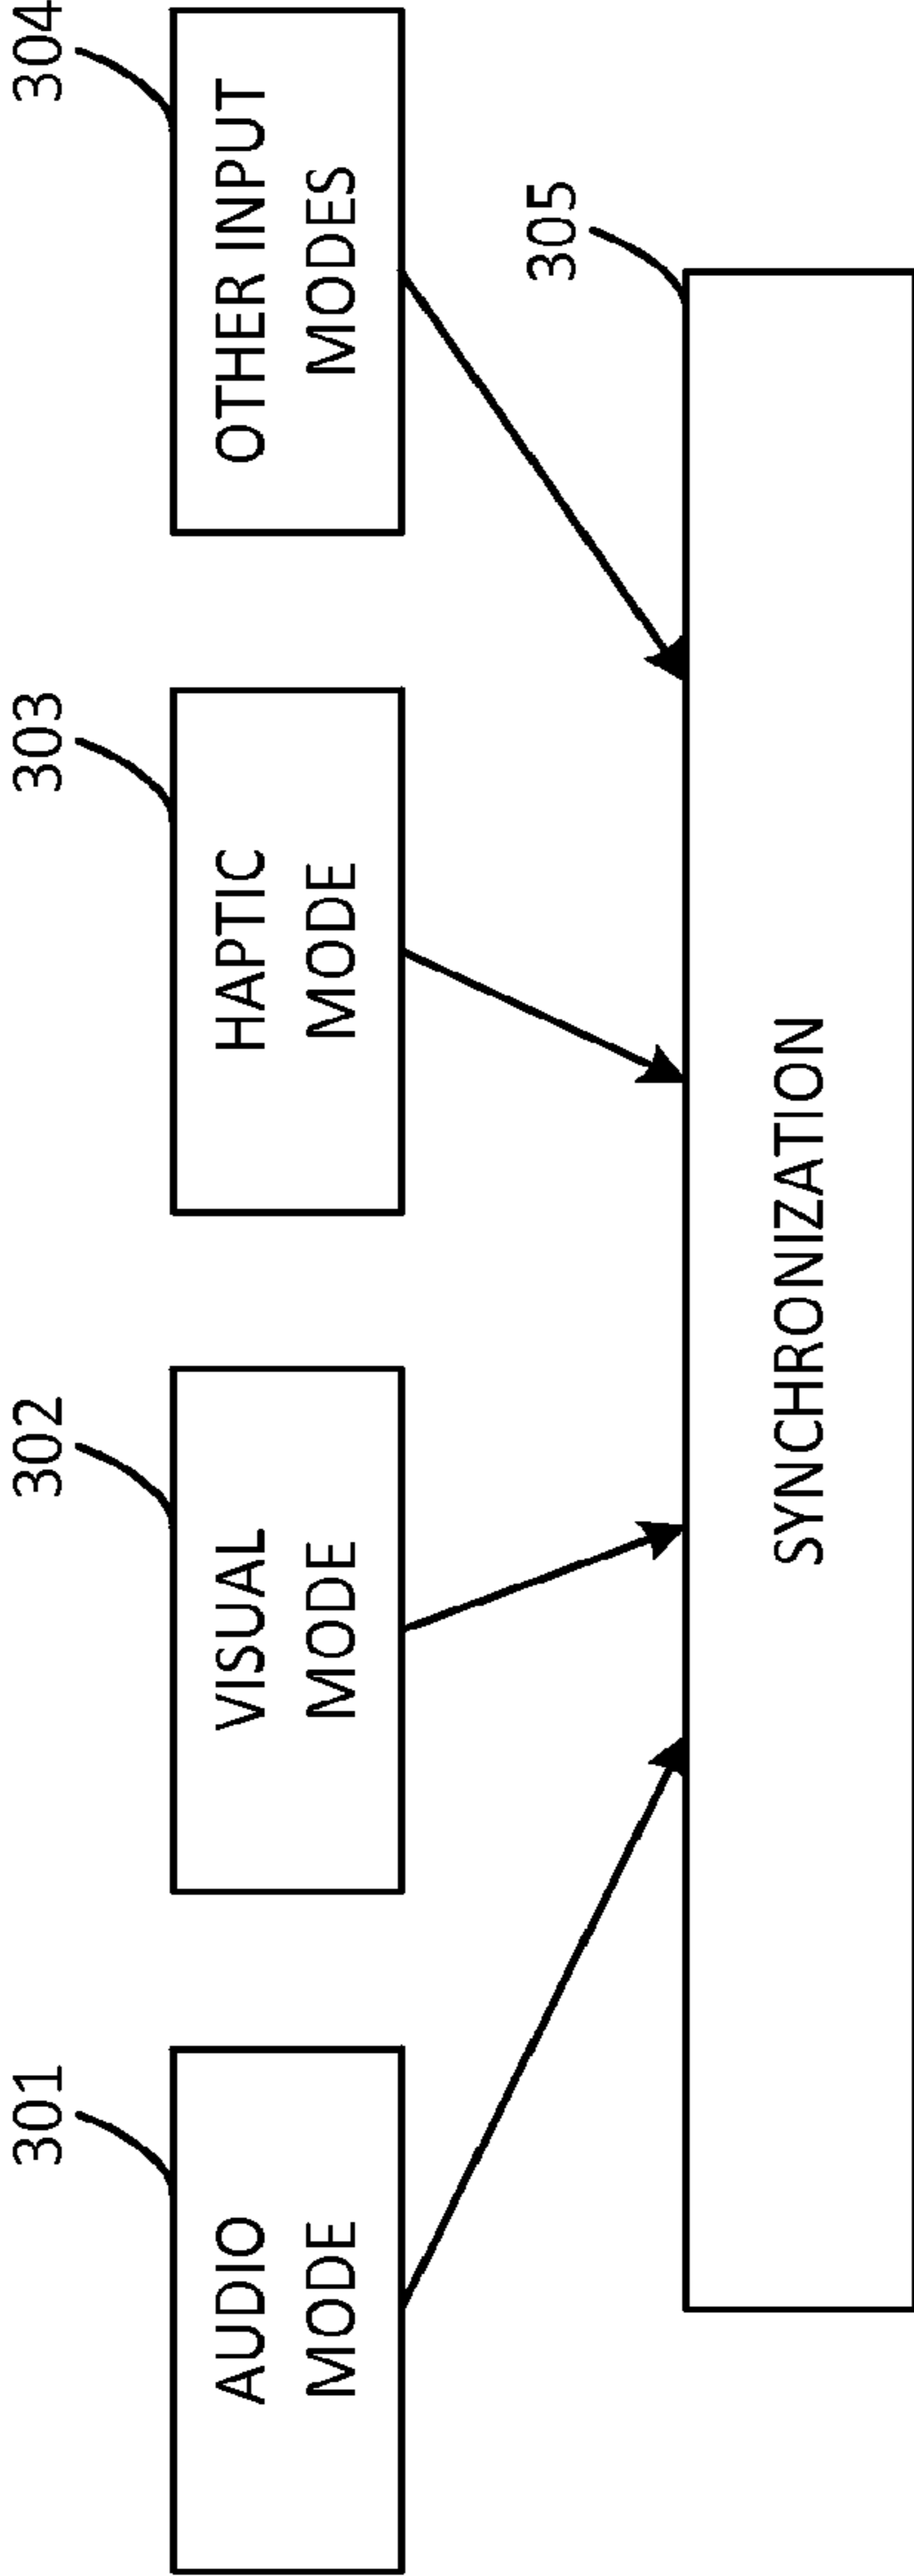 301
302
303
304
AUDIO
MODE
VISUAL
MODE
HAPTIC
MODE
OTHER INPUT
MODES
305
SYNCHRONIZATION